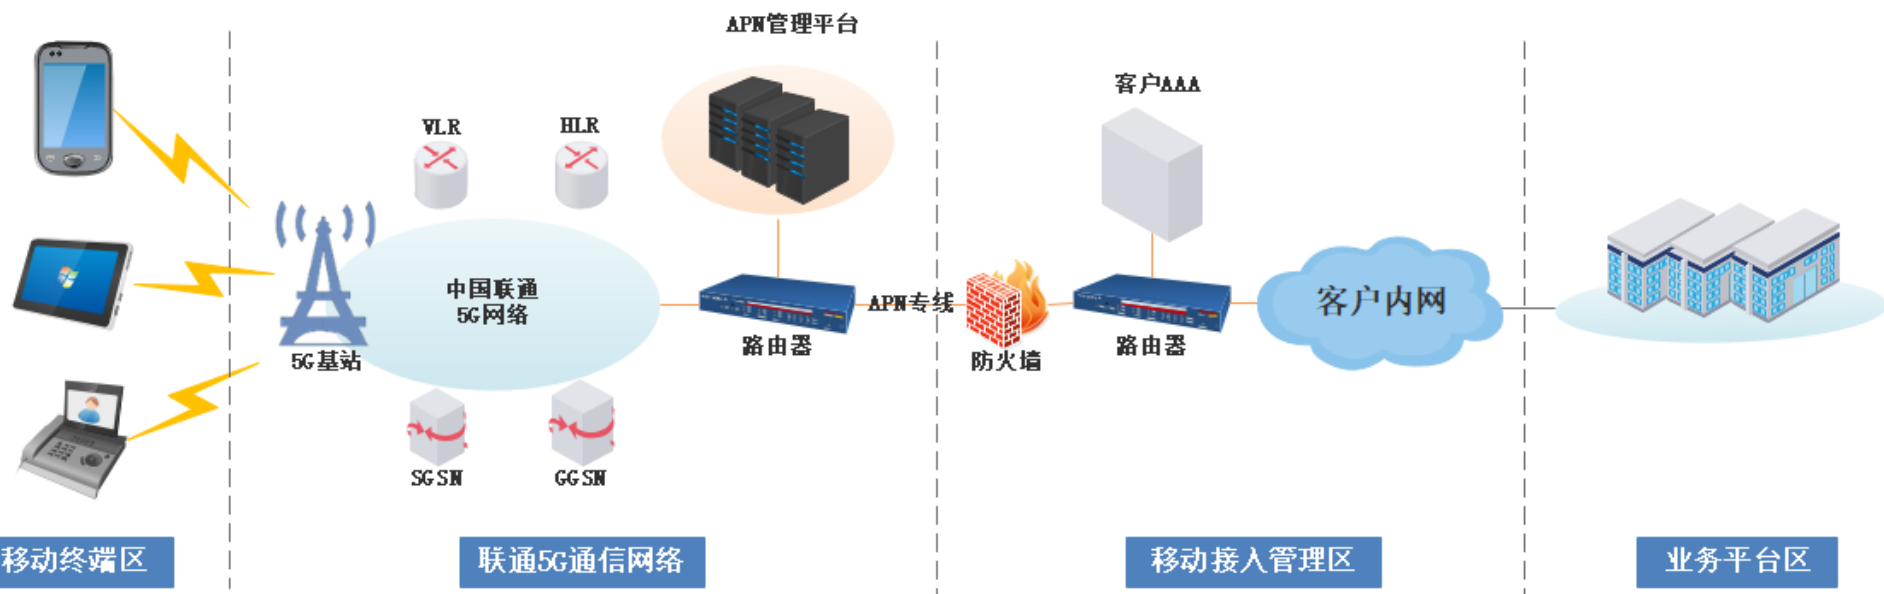 APN管理平台
客户AAA
VLR
HLR
中国联通
5G网络
APN专线
客户内网
5G基站
路由器
防火墙
路由器
SGSN
GGSN
移动终端区
联通5G通信网络
移动接入管理区
业务平台区